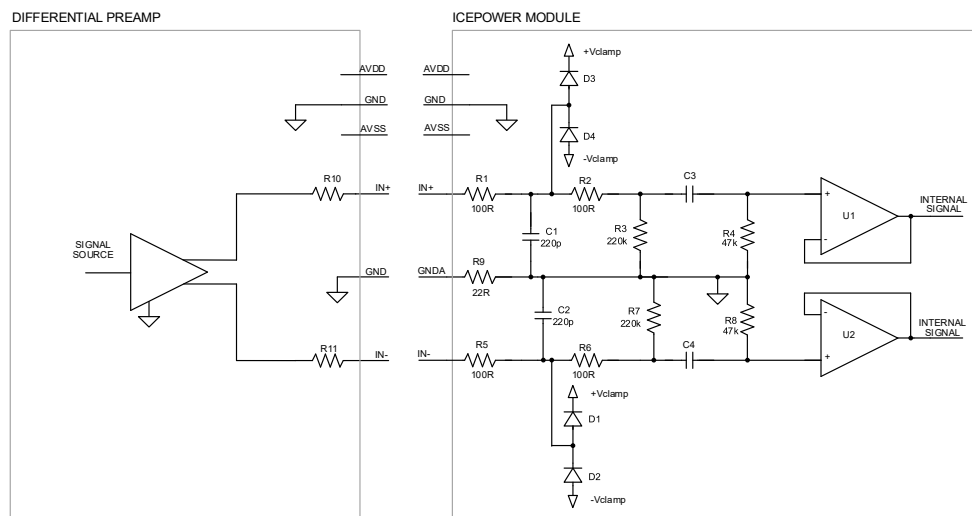 DIFFERENTIAL PREAMP
ICEPOWER MODULE
AVDD
AVDD
GND
GND
AVSS
AVSS
+Vclamp
D3
D4
-Vclamp
R10
IN+
IN+
R1
100R
R2
100R
C3
C1
220p
R3
220k
R4
47k
+
-
U1
INTERNAL
SIGNAL
SIGNAL
SOURCE
GND
GNDA
R9
22R
C2
220p
R7
220k
R8
47k
-
+
U2
INTERNAL
SIGNAL
R11
IN-
IN-
R5
100R
R6
100R
C4
+Vclamp
D1
D2
-Vclamp